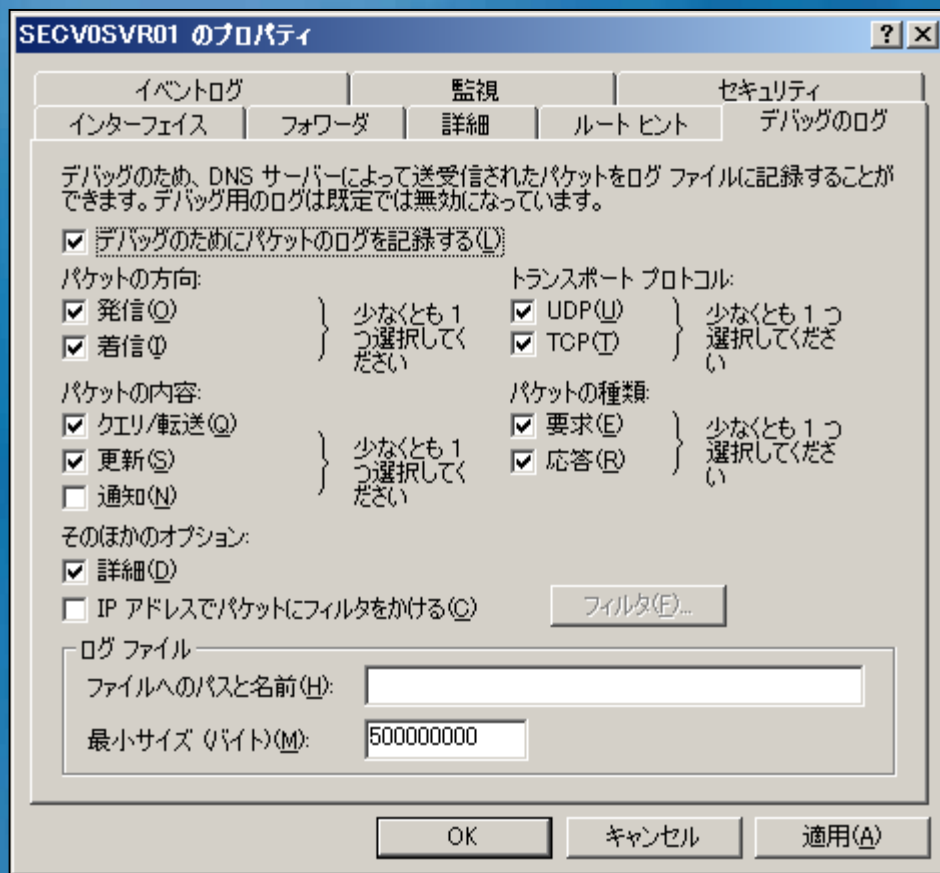 SECV0SVR01 のプロパティ
イベントログ
監視
セキュリティ
インターフェイス
フォワーダ
詳細
ルート ヒント
デバッグのログ
デバッグのため、DNS サーバーによって送受信されたパケットをログ ファイルに記録することが
できます。デバッグ用のログは既定では無効になっています。
デバッグのためにパケットのログを記録する(L)
パケットの方向:
発信(O)
着信(I)
少なくとも 1
つ選択してく
ださい
トランスポート プロトコル:
UDP(U)
TCP(T)
少なくとも 1 つ
選択してくださ
い
パケットの内容:
クエリ/転送(Q)
更新(S)
通知(N)
少なくとも 1
つ選択してく
ださい
パケットの種類:
要求(E)
応答(R)
少なくとも 1 つ
選択してくださ
い
そのほかのオプション:
詳細(D)
IP アドレスでパケットにフィルタをかける(C)
フィルタ(F)...
ログ ファイル
ファイルへのパスと名前(H):
最小サイズ (バイト)(M):
500000000
OK
キャンセル
適用(A)